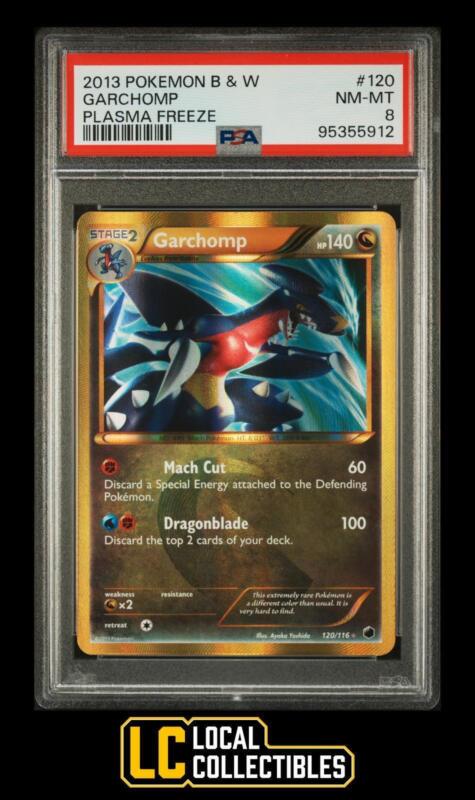 2013 POKEMON B & W #120
GARCHOMP NM-MT
PLASMA FREEZE 8
PSA 95355912
STAGE2 Garchomp HP140
Mach Cut 60
Discard a Special Energy attached to the Defending
Pokémon.
Dragonblade 100
Discard the top 2 cards of your deck.
weakness resistance
×2
retreat
This extremely rare Pokémon is
a different color than usual. It is
very hard to find.
Illus. Ayaka Yoshida 120/116
LC LOCAL
COLLECTIBLES